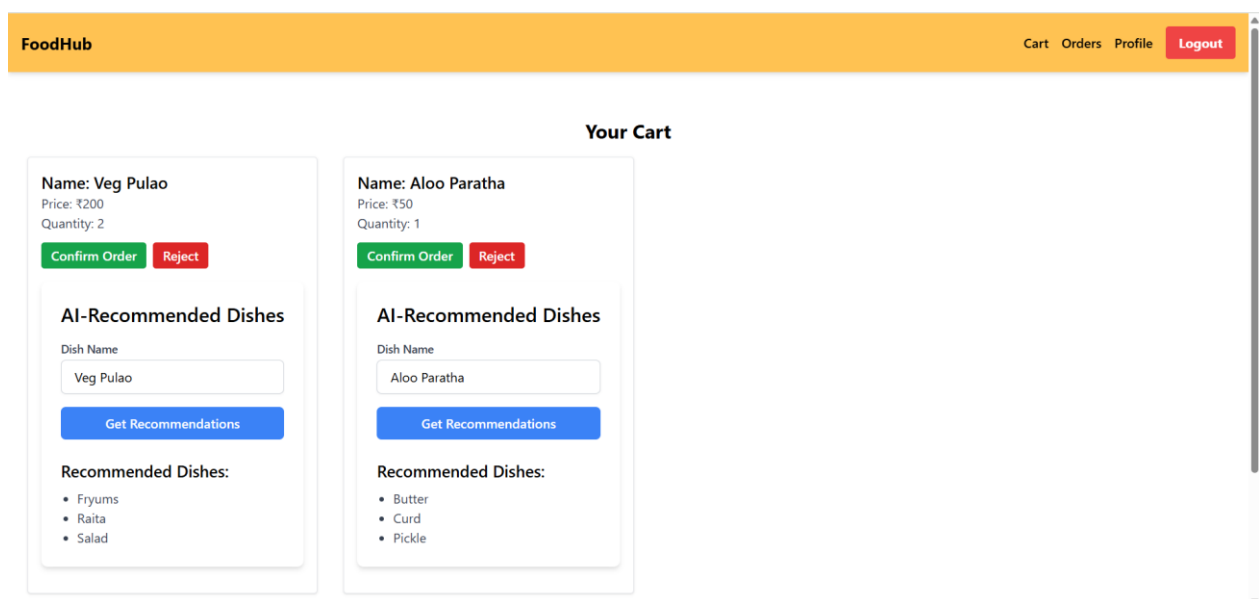 FoodHub
Cart Orders Profile Logout
Your Cart
Name: Veg Pulao
Price: ₹200
Quantity: 2
Confirm Order Reject
AI-Recommended Dishes
Dish Name
Veg Pulao
Get Recommendations
Recommended Dishes:
• Fryums
• Raita
• Salad
Name: Aloo Paratha
Price: ₹50
Quantity: 1
Confirm Order Reject
AI-Recommended Dishes
Dish Name
Aloo Paratha
Get Recommendations
Recommended Dishes:
• Butter
• Curd
• Pickle